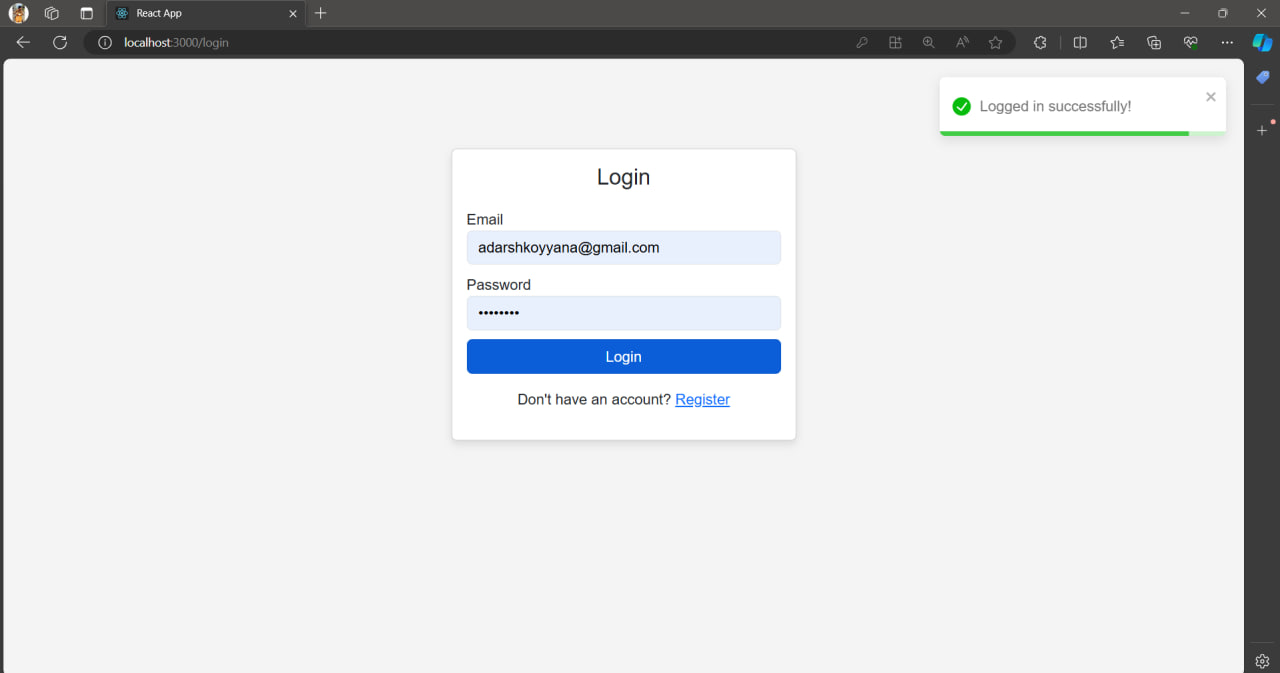 React App
localhost:3000/login
Logged in successfully!
Login
Email
adarshkoyyana@gmail.com
Password
••••••••
Login
Don't have an account? Register